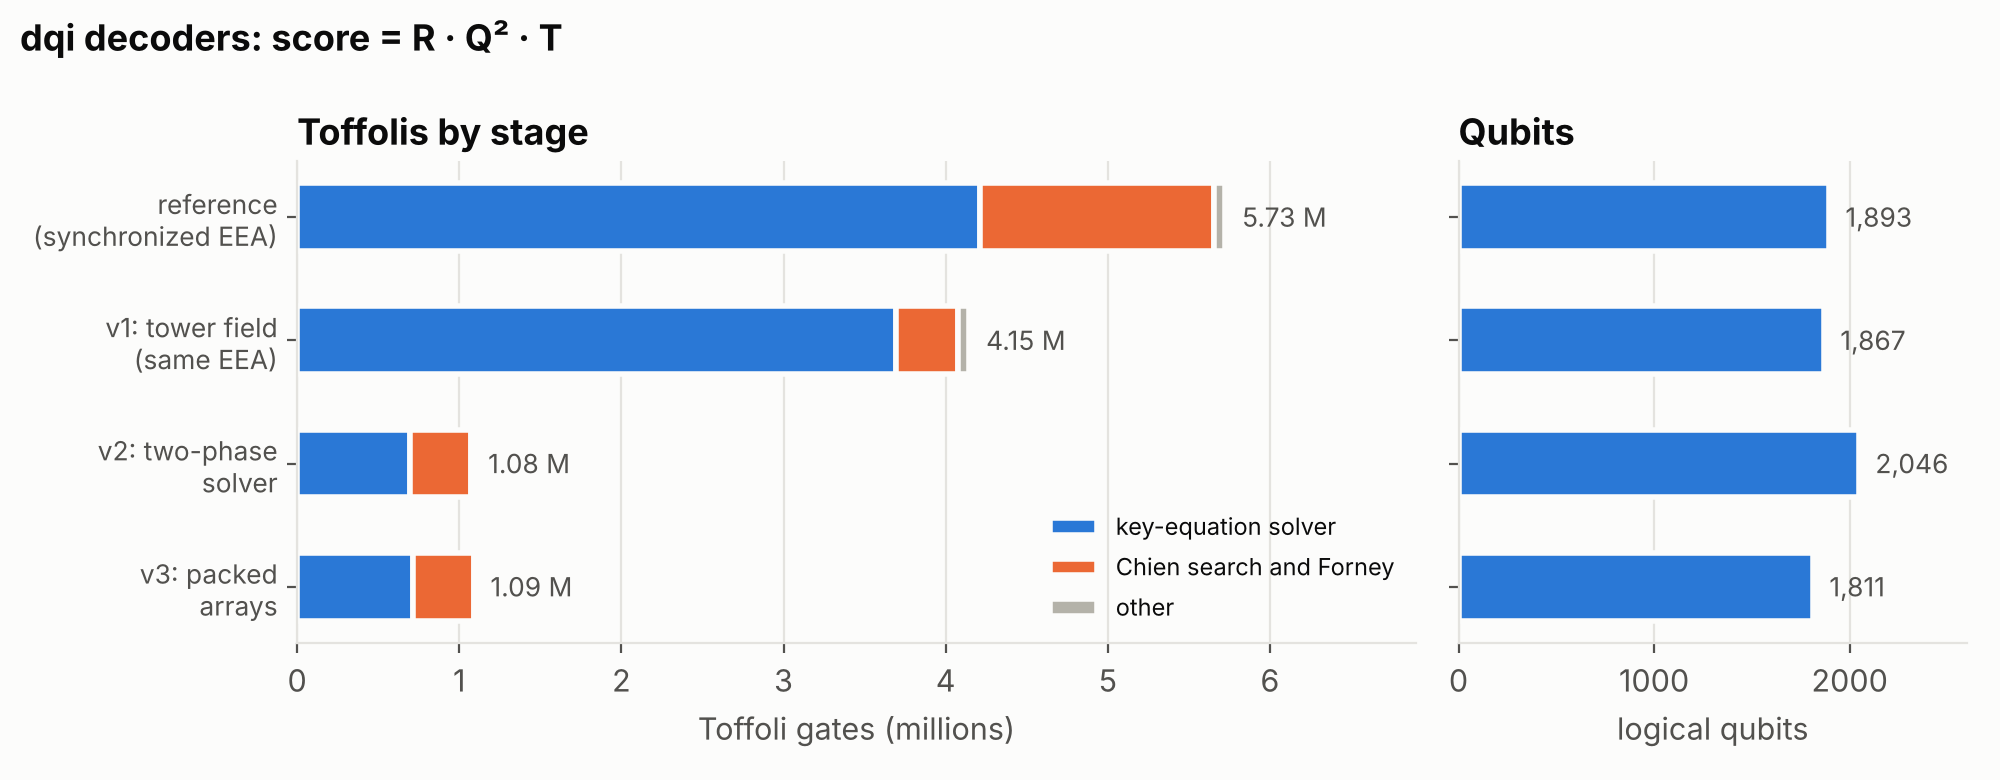 dqi decoders: score = R · Q² · T
Toffolis by stage
reference
(synchronized EEA)
5.73 M
v1: tower field
(same EEA)
4.15 M
v2: two-phase
solver
1.08 M
v3: packed
arrays
1.09 M
key-equation solver
Chien search and Forney
other
0 1 2 3 4 5 6
Toffoli gates (millions)
Qubits
1,893
1,867
2,046
1,811
0 1000 2000
logical qubits